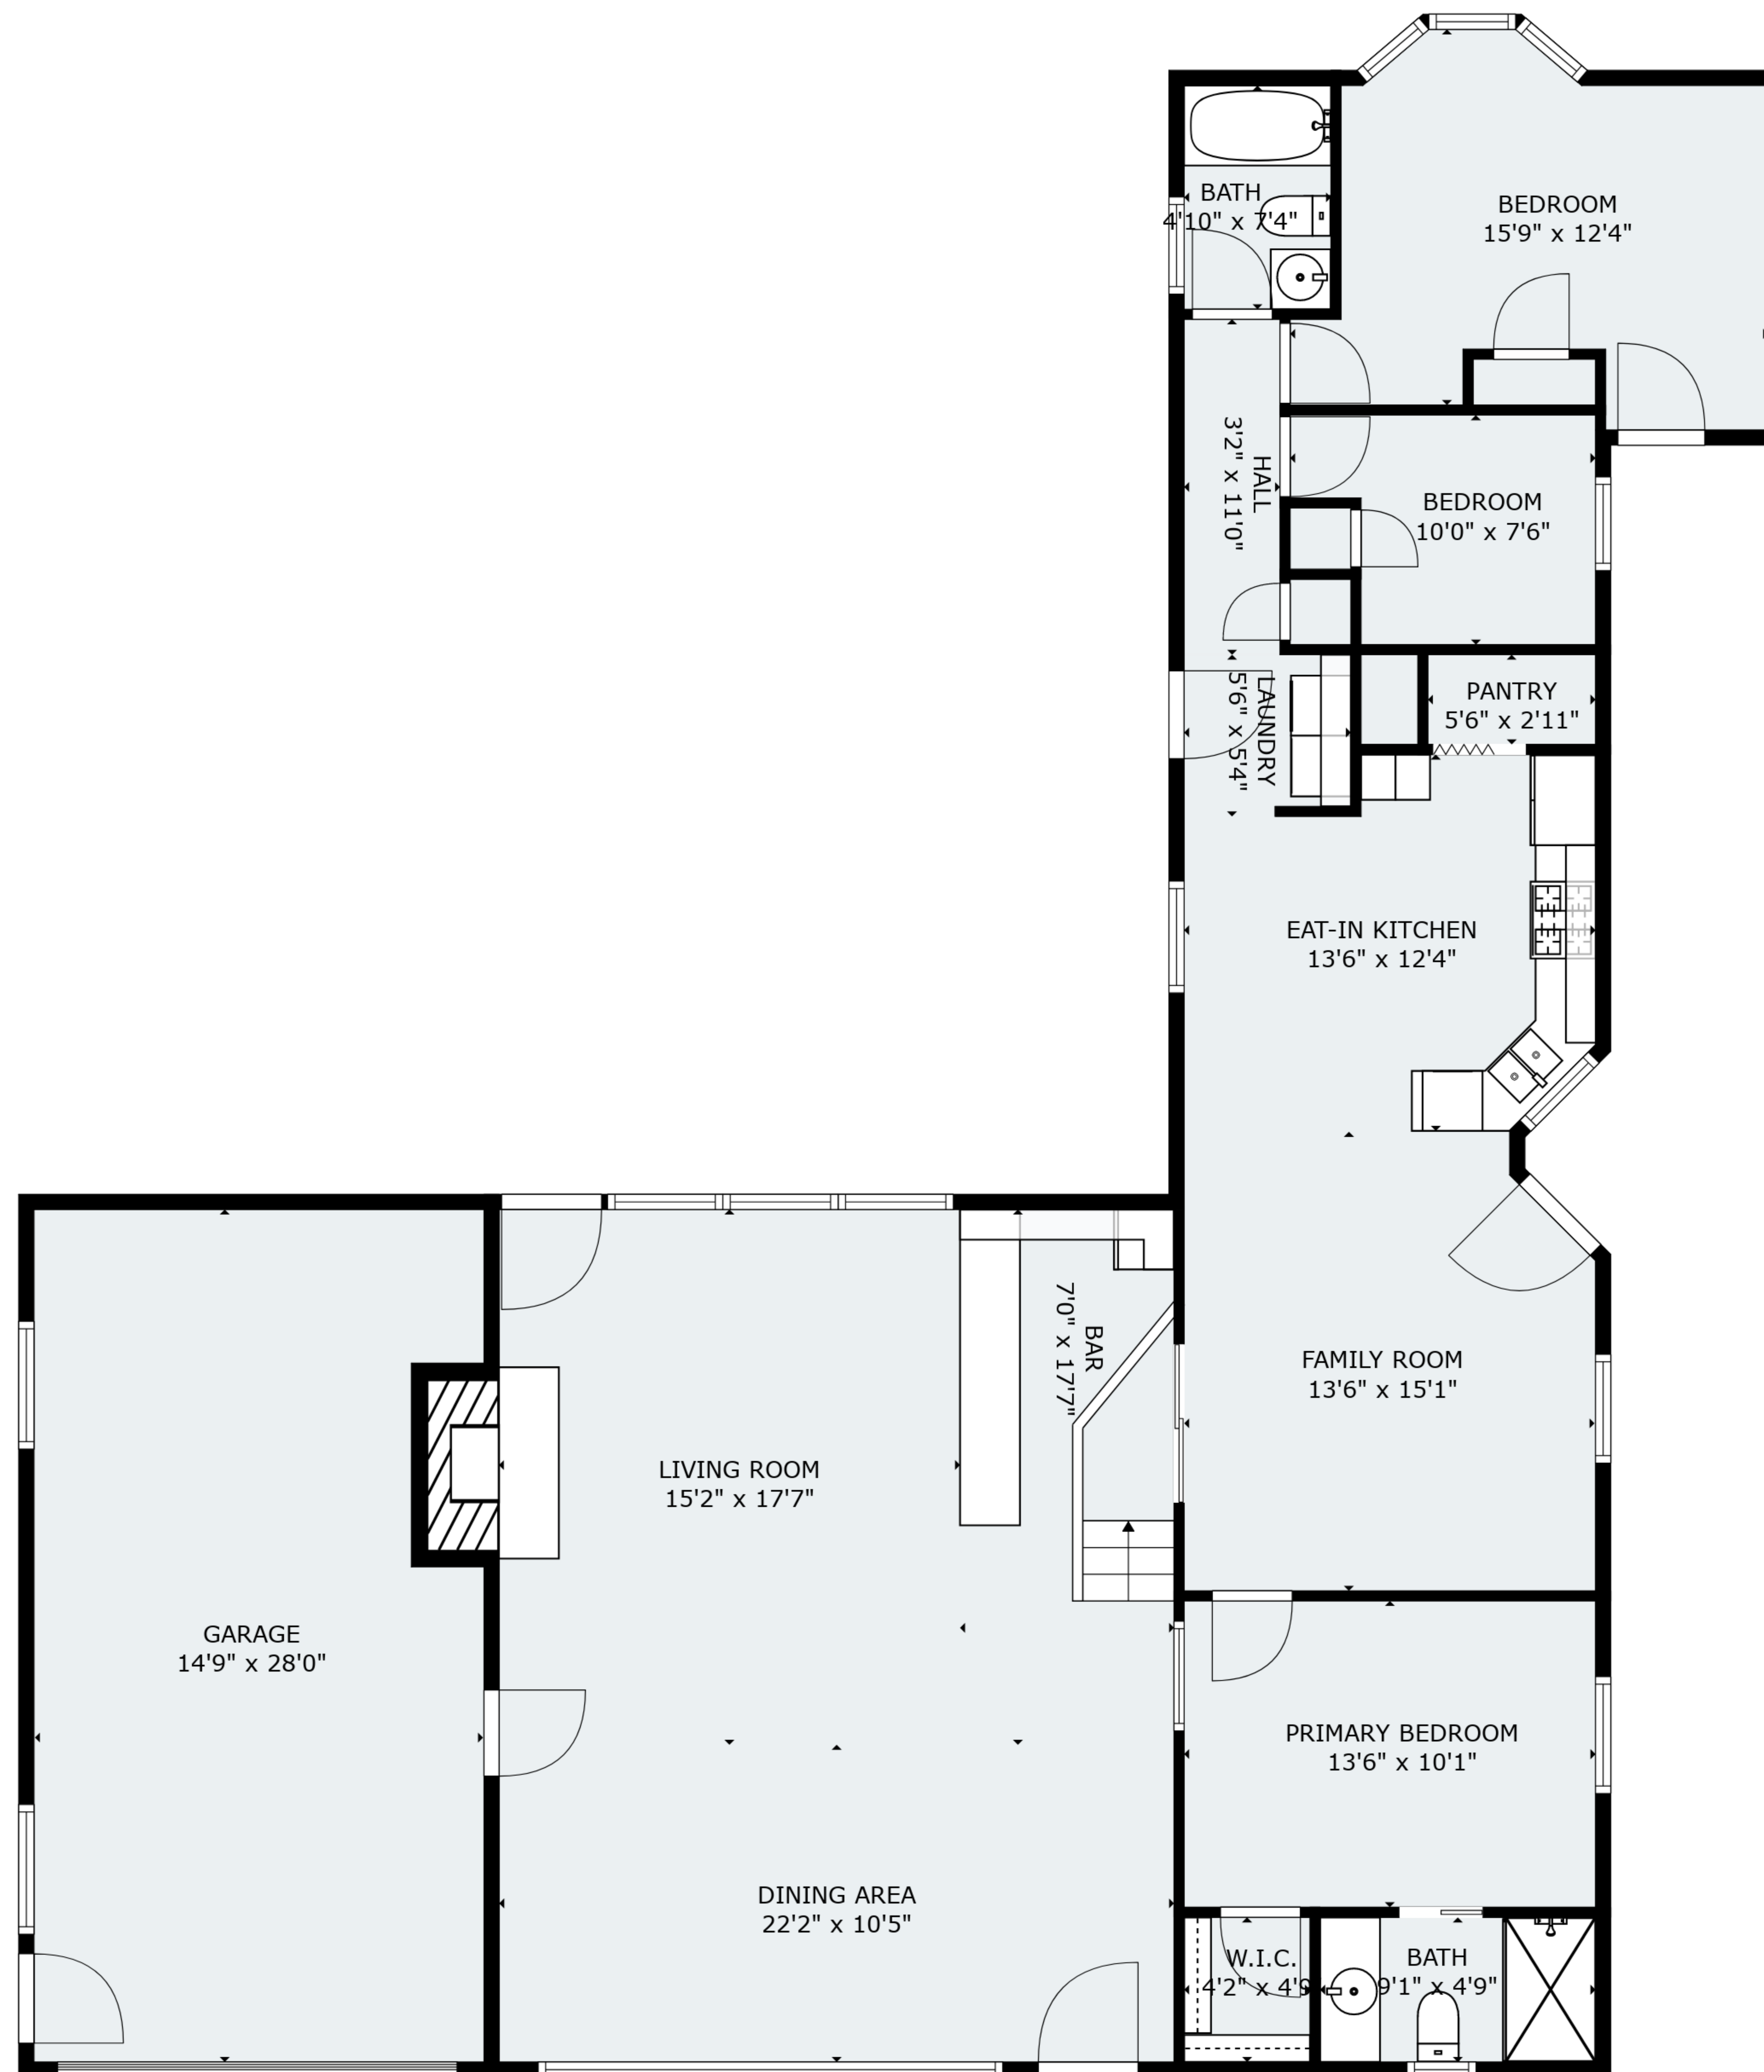 BATH
4'10" x 7'4"
BEDROOM
15'9" x 12'4"
HALL
3'2" x 11'0"
BEDROOM
10'0" x 7'6"
LAUNDRY
5'6" x 5'4"
PANTRY
5'6" x 2'11"
EAT-IN KITCHEN
13'6" x 12'4"
BAR
7'0" x 17'7"
FAMILY ROOM
13'6" x 15'1"
LIVING ROOM
15'2" x 17'7"
GARAGE
14'9" x 28'0"
PRIMARY BEDROOM
13'6" x 10'1"
DINING AREA
22'2" x 10'5"
W.I.C.
4'2" x 4'9
BATH
9'1" x 4'9"